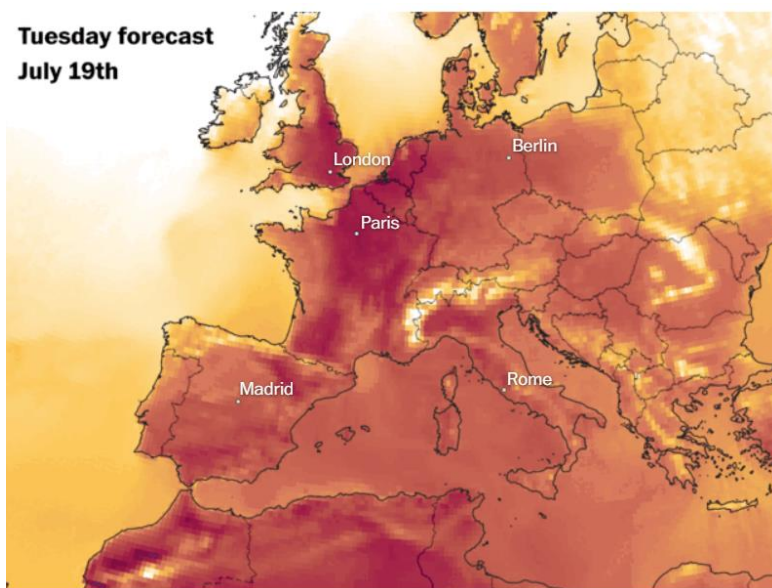 Tuesday forecast
July 19th
London
Berlin
Paris
Madrid
Rome